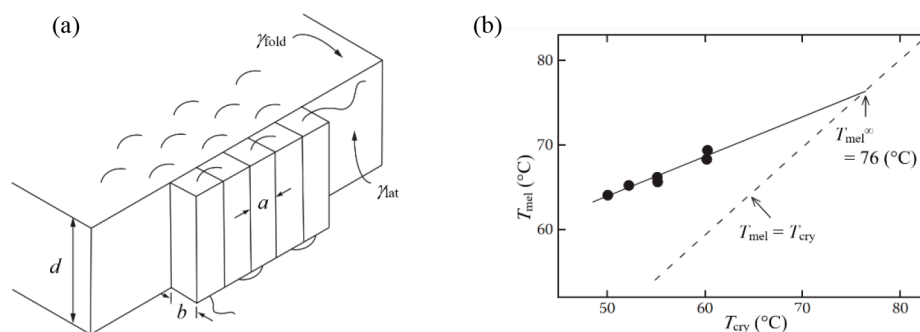 (a)
γfold
a
γlat
d
b
(b)
80
70
60
Tmel (°C)
Tmel∞
= 76 (°C)
Tmel = Tcry
50
60
70
80
Tcry (°C)